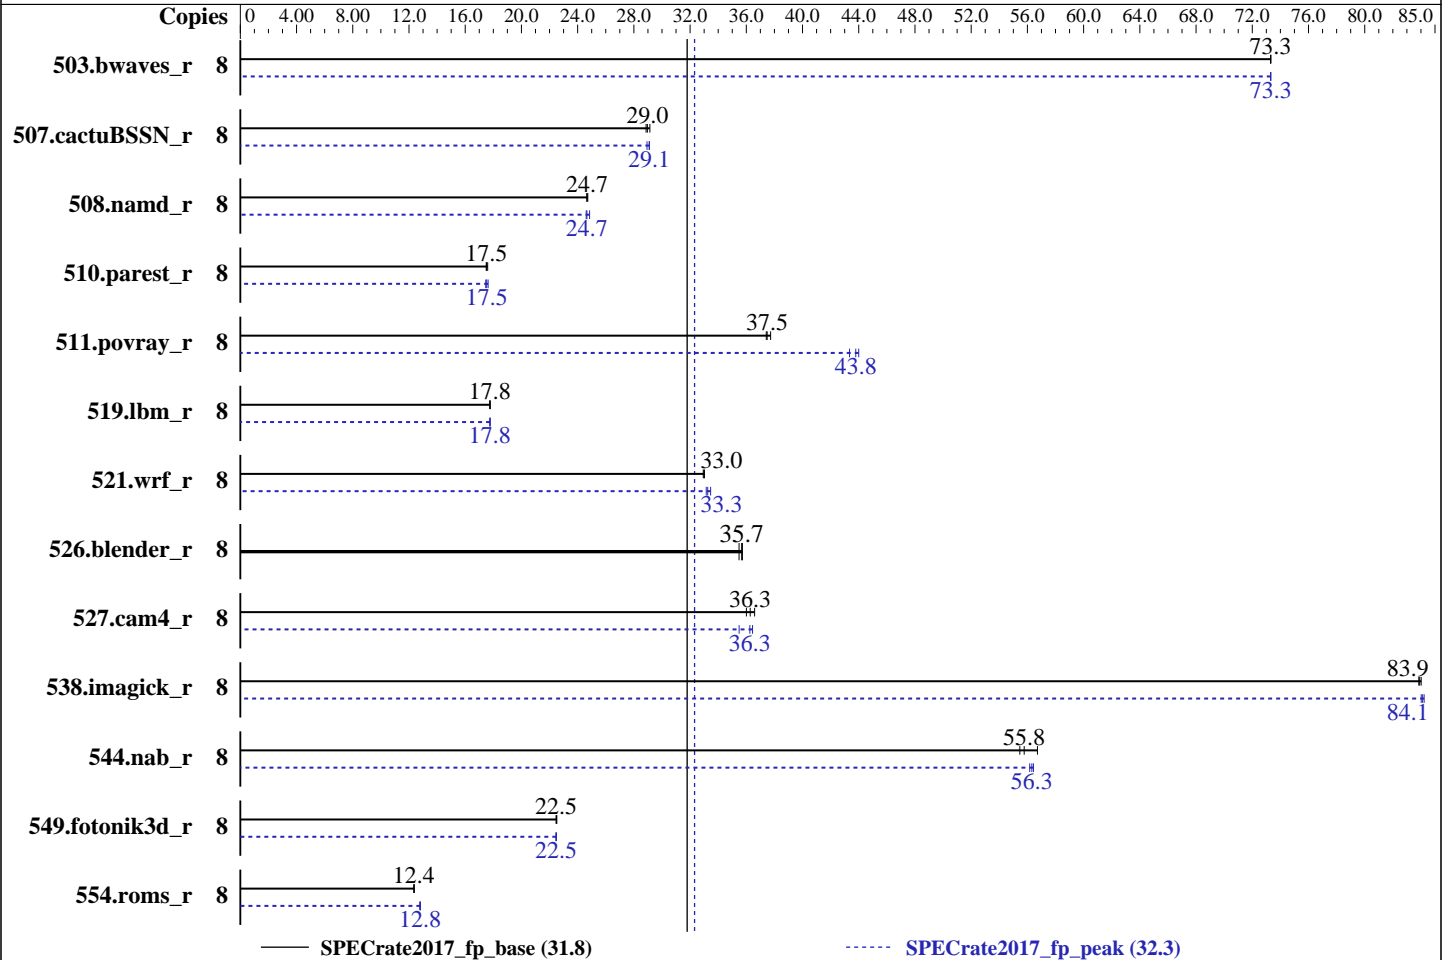 Copies 0 4.00 8.00 12.0 16.0 20.0 24.0 28.0 32.0 36.0 40.0 44.0 48.0 52.0 56.0 60.0 64.0 68.0 72.0 76.0 80.0 85.0
73.3
503.bwaves_r 8
73.3
29.0
507.cactuBSSN_r 8
29.1
24.7
508.namd_r 8
24.7
17.5
510.parest_r 8
17.5
37.5
511.povray_r 8
43.8
17.8
519.lbm_r 8
17.8
33.0
521.wrf_r 8
33.3
35.7
526.blender_r 8
36.3
527.cam4_r 8
36.3
83.9
538.imagick_r 8
84.1
55.8
544.nab_r 8
56.3
22.5
549.fotonik3d_r 8
22.5
12.4
554.roms_r 8
12.8
SPECrate2017_fp_base (31.8) SPECrate2017_fp_peak (32.3)